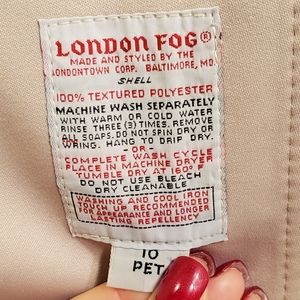 LONDON FOG®
MADE AND STYLED BY THE
LONDONTOWN CORP. BALTIMORE, MD.
SHELL
100% TEXTURED POLYESTER
MACHINE WASH SEPARATELY
WITH WARM OR COLD WATER
RINSE THREE (3) TIMES. REMOVE
ALL SOAPS. DO NOT SPIN DRY OR
WRING. HANG TO DRIP DRY.
- OR -
COMPLETE WASH CYCLE
PLACE IN MACHINE DRYER
TUMBLE DRY AT 160° F
DO NOT USE BLEACH
DRY CLEANABLE
WASHING AND COOL IRON
TOUCH UP RECOMMENDED
FOR APPEARANCE AND LONGER
LASTING REPELLENCY
10
PET